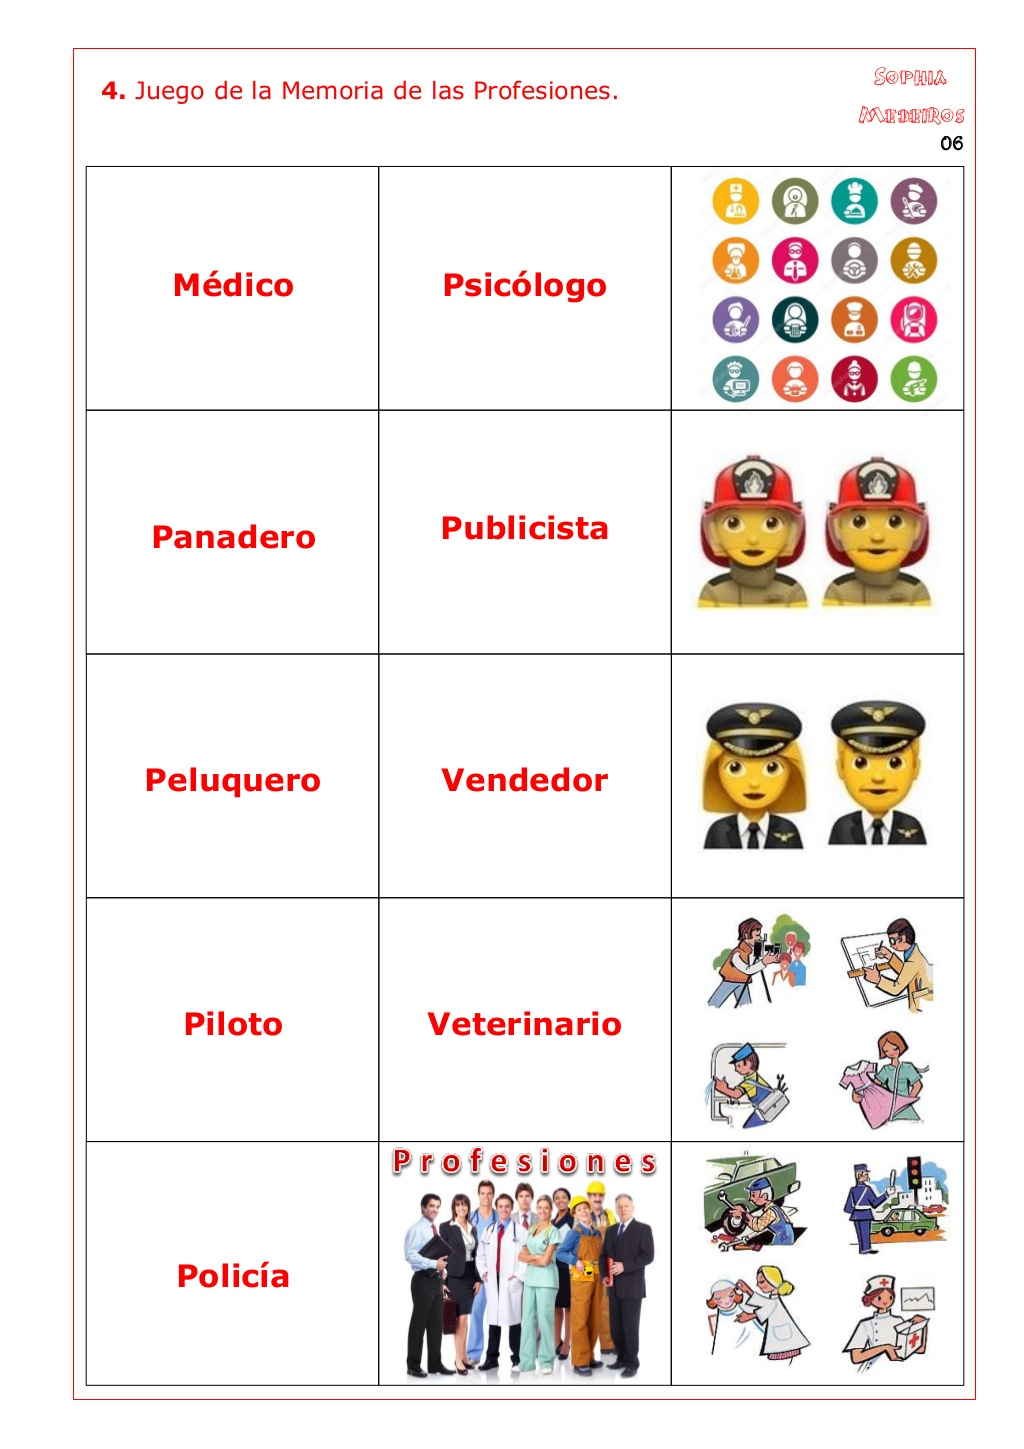 4. Juego de la Memoria de las Profesiones.
Sophia
Medeiros
06
Médico
Psicólogo
Panadero
Publicista
Peluquero
Vendedor
Piloto
Veterinario
Policía
Profesiones